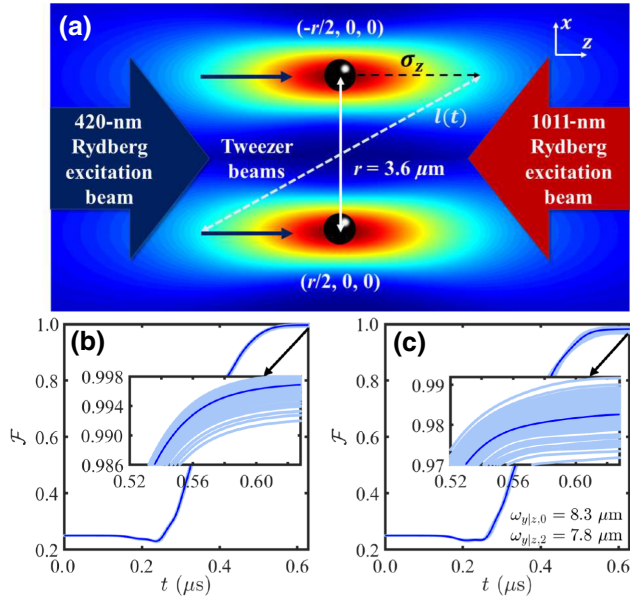 (a)
(-r/2, 0, 0)
x
z
σz
l(t)
420-nm
Rydberg
excitation
beam
Tweezer
beams
r = 3.6 μm
1011-nm
Rydberg
excitation
beam
(r/2, 0, 0)
(b)
1.0
0.8
0.6
0.4
0.2
ℱ
0.998
0.994
0.990
0.986
0.52
0.56
0.60
0.0
0.2
0.4
0.6
t (μs)
(c)
1.0
0.8
0.6
0.4
0.2
ℱ
0.99
0.98
0.97
0.52
0.56
0.60
ω_{y|z,0} = 8.3 μm
ω_{y|z,2} = 7.8 μm
0.0
0.2
0.4
0.6
t (μs)